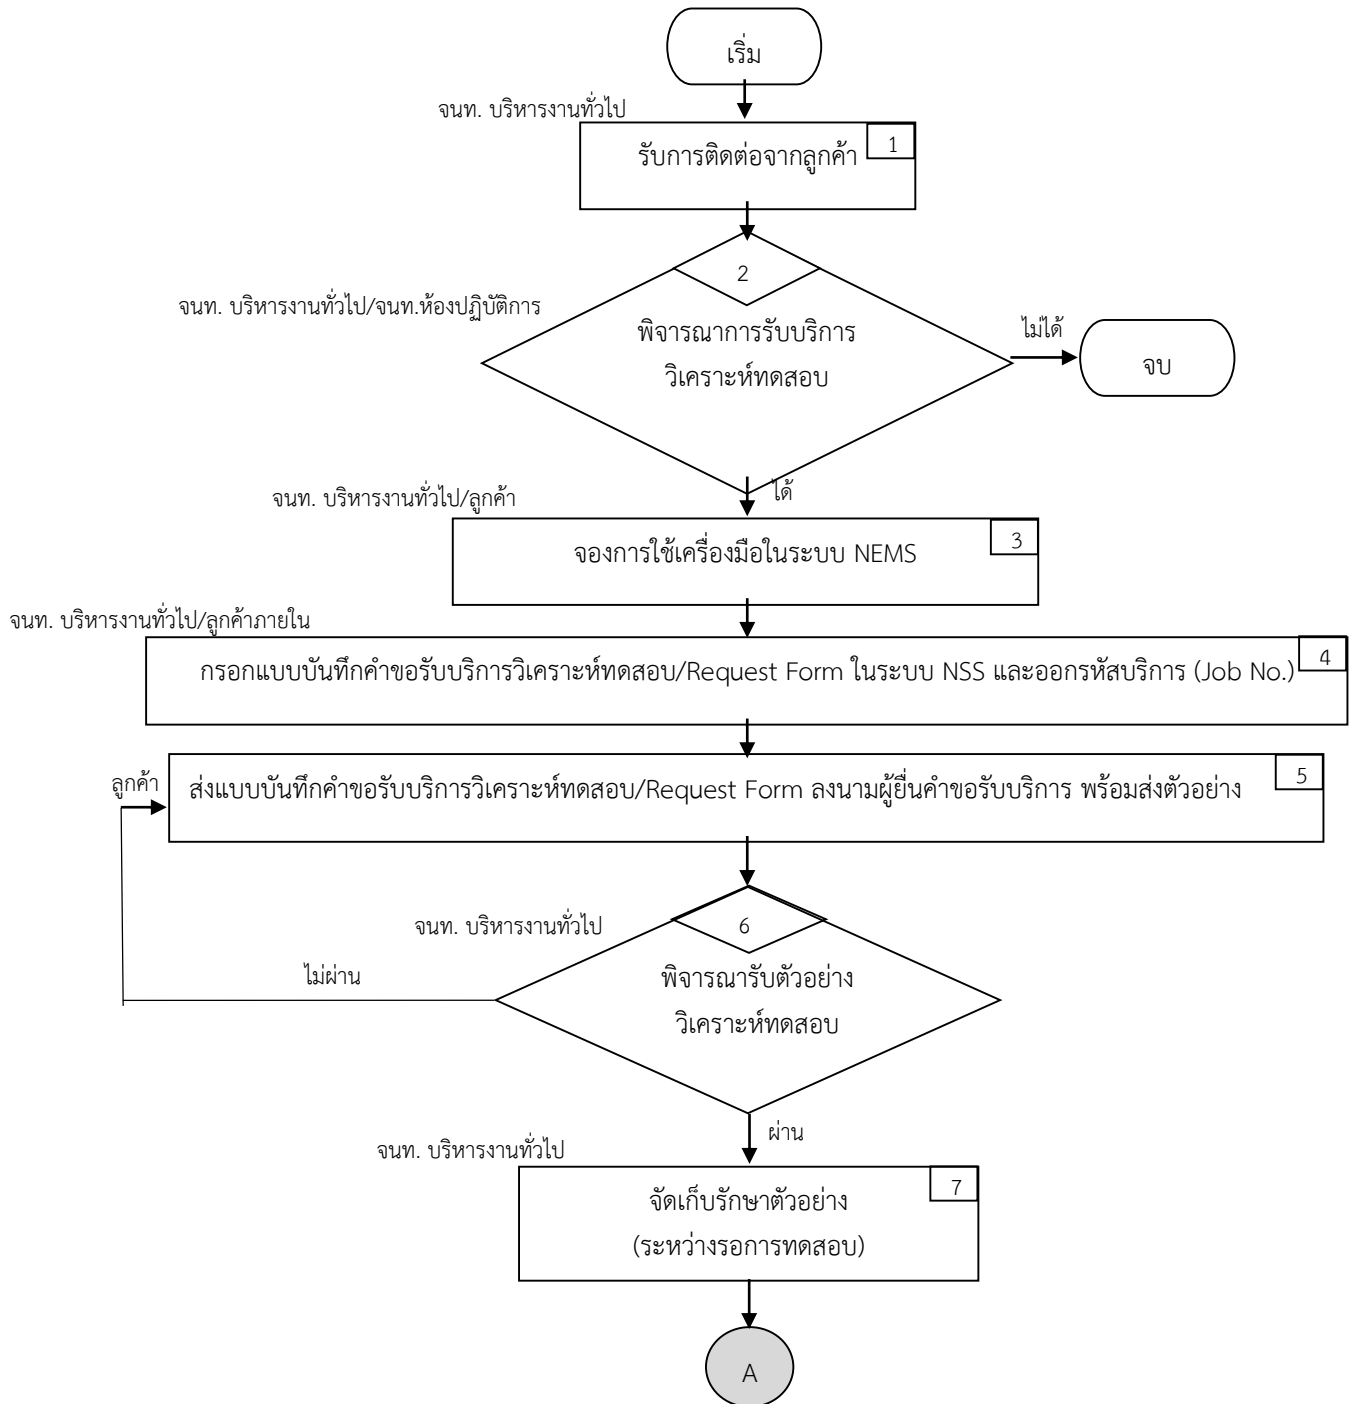 เริ่ม
จนท. บริหารงานทั่วไป
1
รับการติดต่อจากลูกค้า
2
จนท. บริหารงานทั่วไป/จนท.ห้องปฏิบัติการ
พิจารณาการรับบริการ
วิเคราะห์ทดสอบ
ไม่ได้
จบ
ได้
จนท. บริหารงานทั่วไป/ลูกค้า
3
จองการใช้เครื่องมือในระบบ NEMS
จนท. บริหารงานทั่วไป/ลูกค้าภายใน
4
กรอกแบบบันทึกคำขอรับบริการวิเคราะห์ทดสอบ/Request Form ในระบบ NSS และออกรหัสบริการ (Job No.)
5
ลูกค้า
ส่งแบบบันทึกคำขอรับบริการวิเคราะห์ทดสอบ/Request Form ลงนามผู้ยื่นคำขอรับบริการ พร้อมส่งตัวอย่าง
6
จนท. บริหารงานทั่วไป
ไม่ผ่าน
พิจารณารับตัวอย่าง
วิเคราะห์ทดสอบ
ผ่าน
จนท. บริหารงานทั่วไป
7
จัดเก็บรักษาตัวอย่าง
(ระหว่างรอการทดสอบ)
A